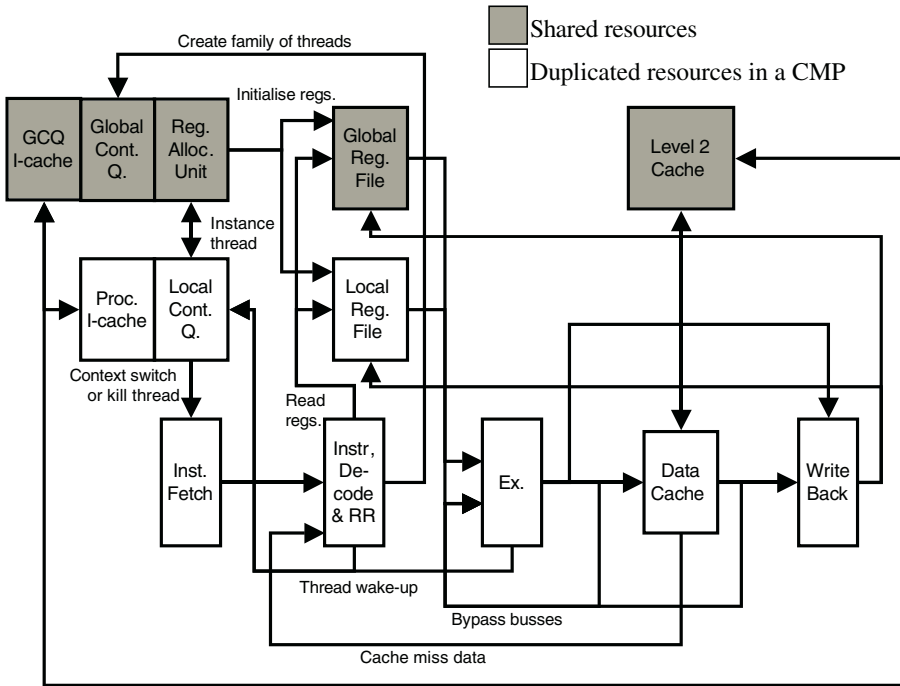 Shared resources
Duplicated resources in a CMP
Create family of threads
Initialise regs.
GCQ
I-cache
Global
Cont.
Q.
Reg.
Alloc.
Unit
Global
Reg.
File
Level 2
Cache
Instance
thread
Proc.
I-cache
Local
Cont.
Q.
Local
Reg.
File
Context switch
or kill thread
Read
regs.
Inst.
Fetch
Instr,
De-
code
& RR
Ex.
Data
Cache
Write
Back
Thread wake-up
Bypass busses
Cache miss data